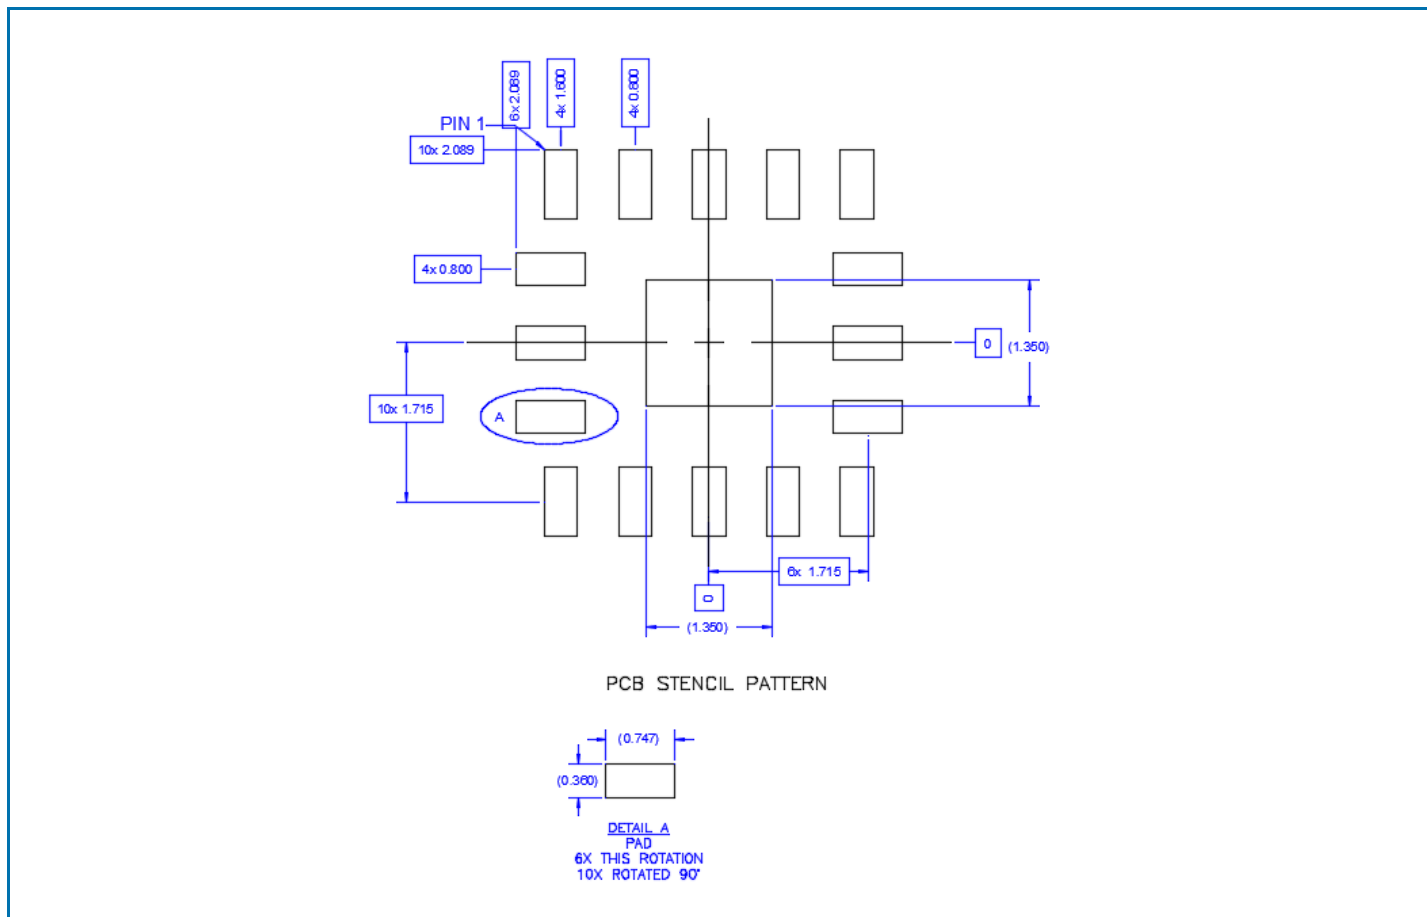 6x 2.089
4x 1.600
4x 0.800
PIN 1
10x 2.089
4x 0.800
0
(1.350)
10x 1.715
A
6x 1.715
0
(1.350)
PCB STENCIL PATTERN
(0.747)
(0.360)
DETAIL A
PAD
6X THIS ROTATION
10X ROTATED 90°